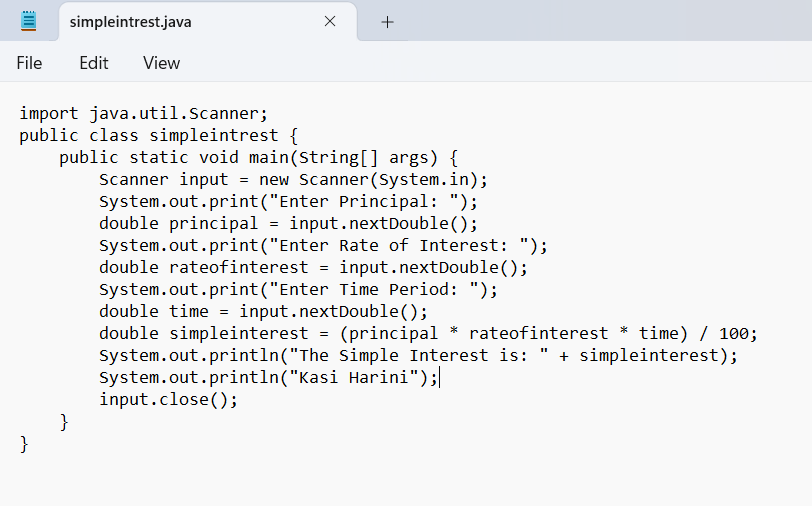 simpleintrest.java
File Edit View
import java.util.Scanner;
public class simpleintrest {
    public static void main(String[] args) {
        Scanner input = new Scanner(System.in);
        System.out.print("Enter Principal: ");
        double principal = input.nextDouble();
        System.out.print("Enter Rate of Interest: ");
        double rateofinterest = input.nextDouble();
        System.out.print("Enter Time Period: ");
        double time = input.nextDouble();
        double simpleinterest = (principal * rateofinterest * time) / 100;
        System.out.println("The Simple Interest is: " + simpleinterest);
        System.out.println("Kasi Harini");
        input.close();
    }
}